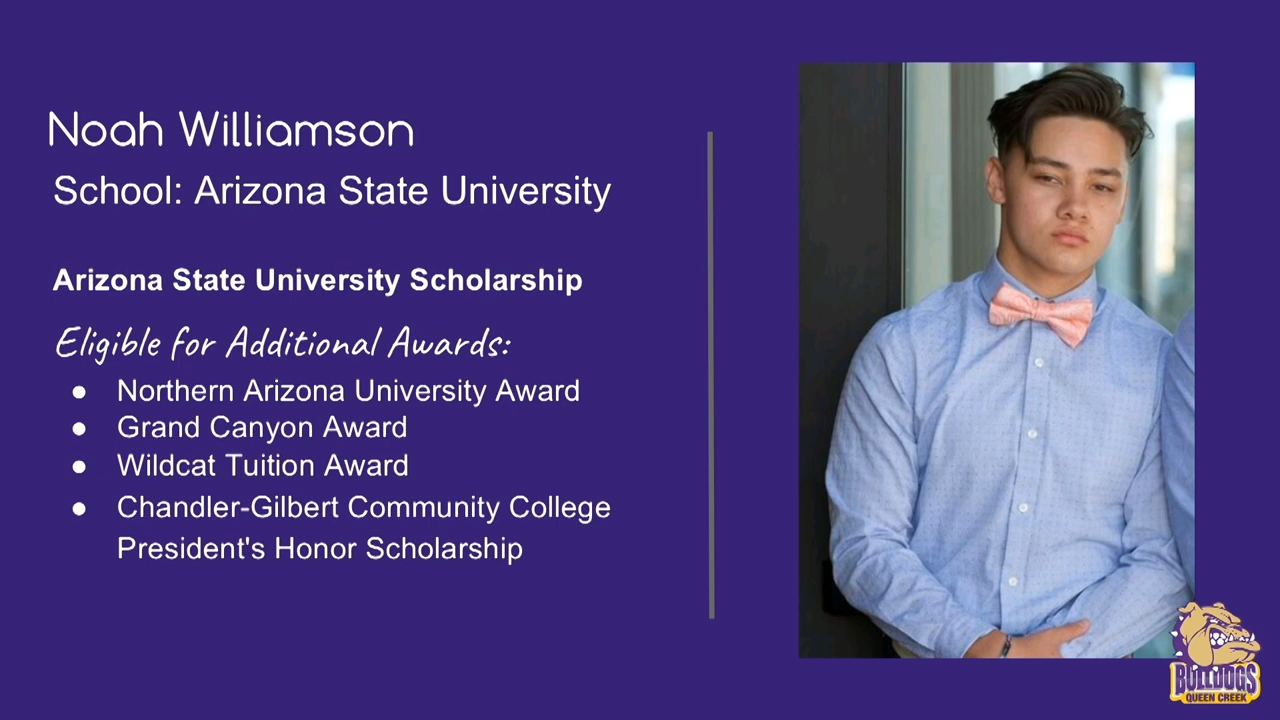 Noah Williamson
School: Arizona State University
Arizona State University Scholarship
Eligible for Additional Awards:
● Northern Arizona University Award
● Grand Canyon Award
● Wildcat Tuition Award
● Chandler-Gilbert Community College
President's Honor Scholarship
BULLDOGS
QUEEN CREEK